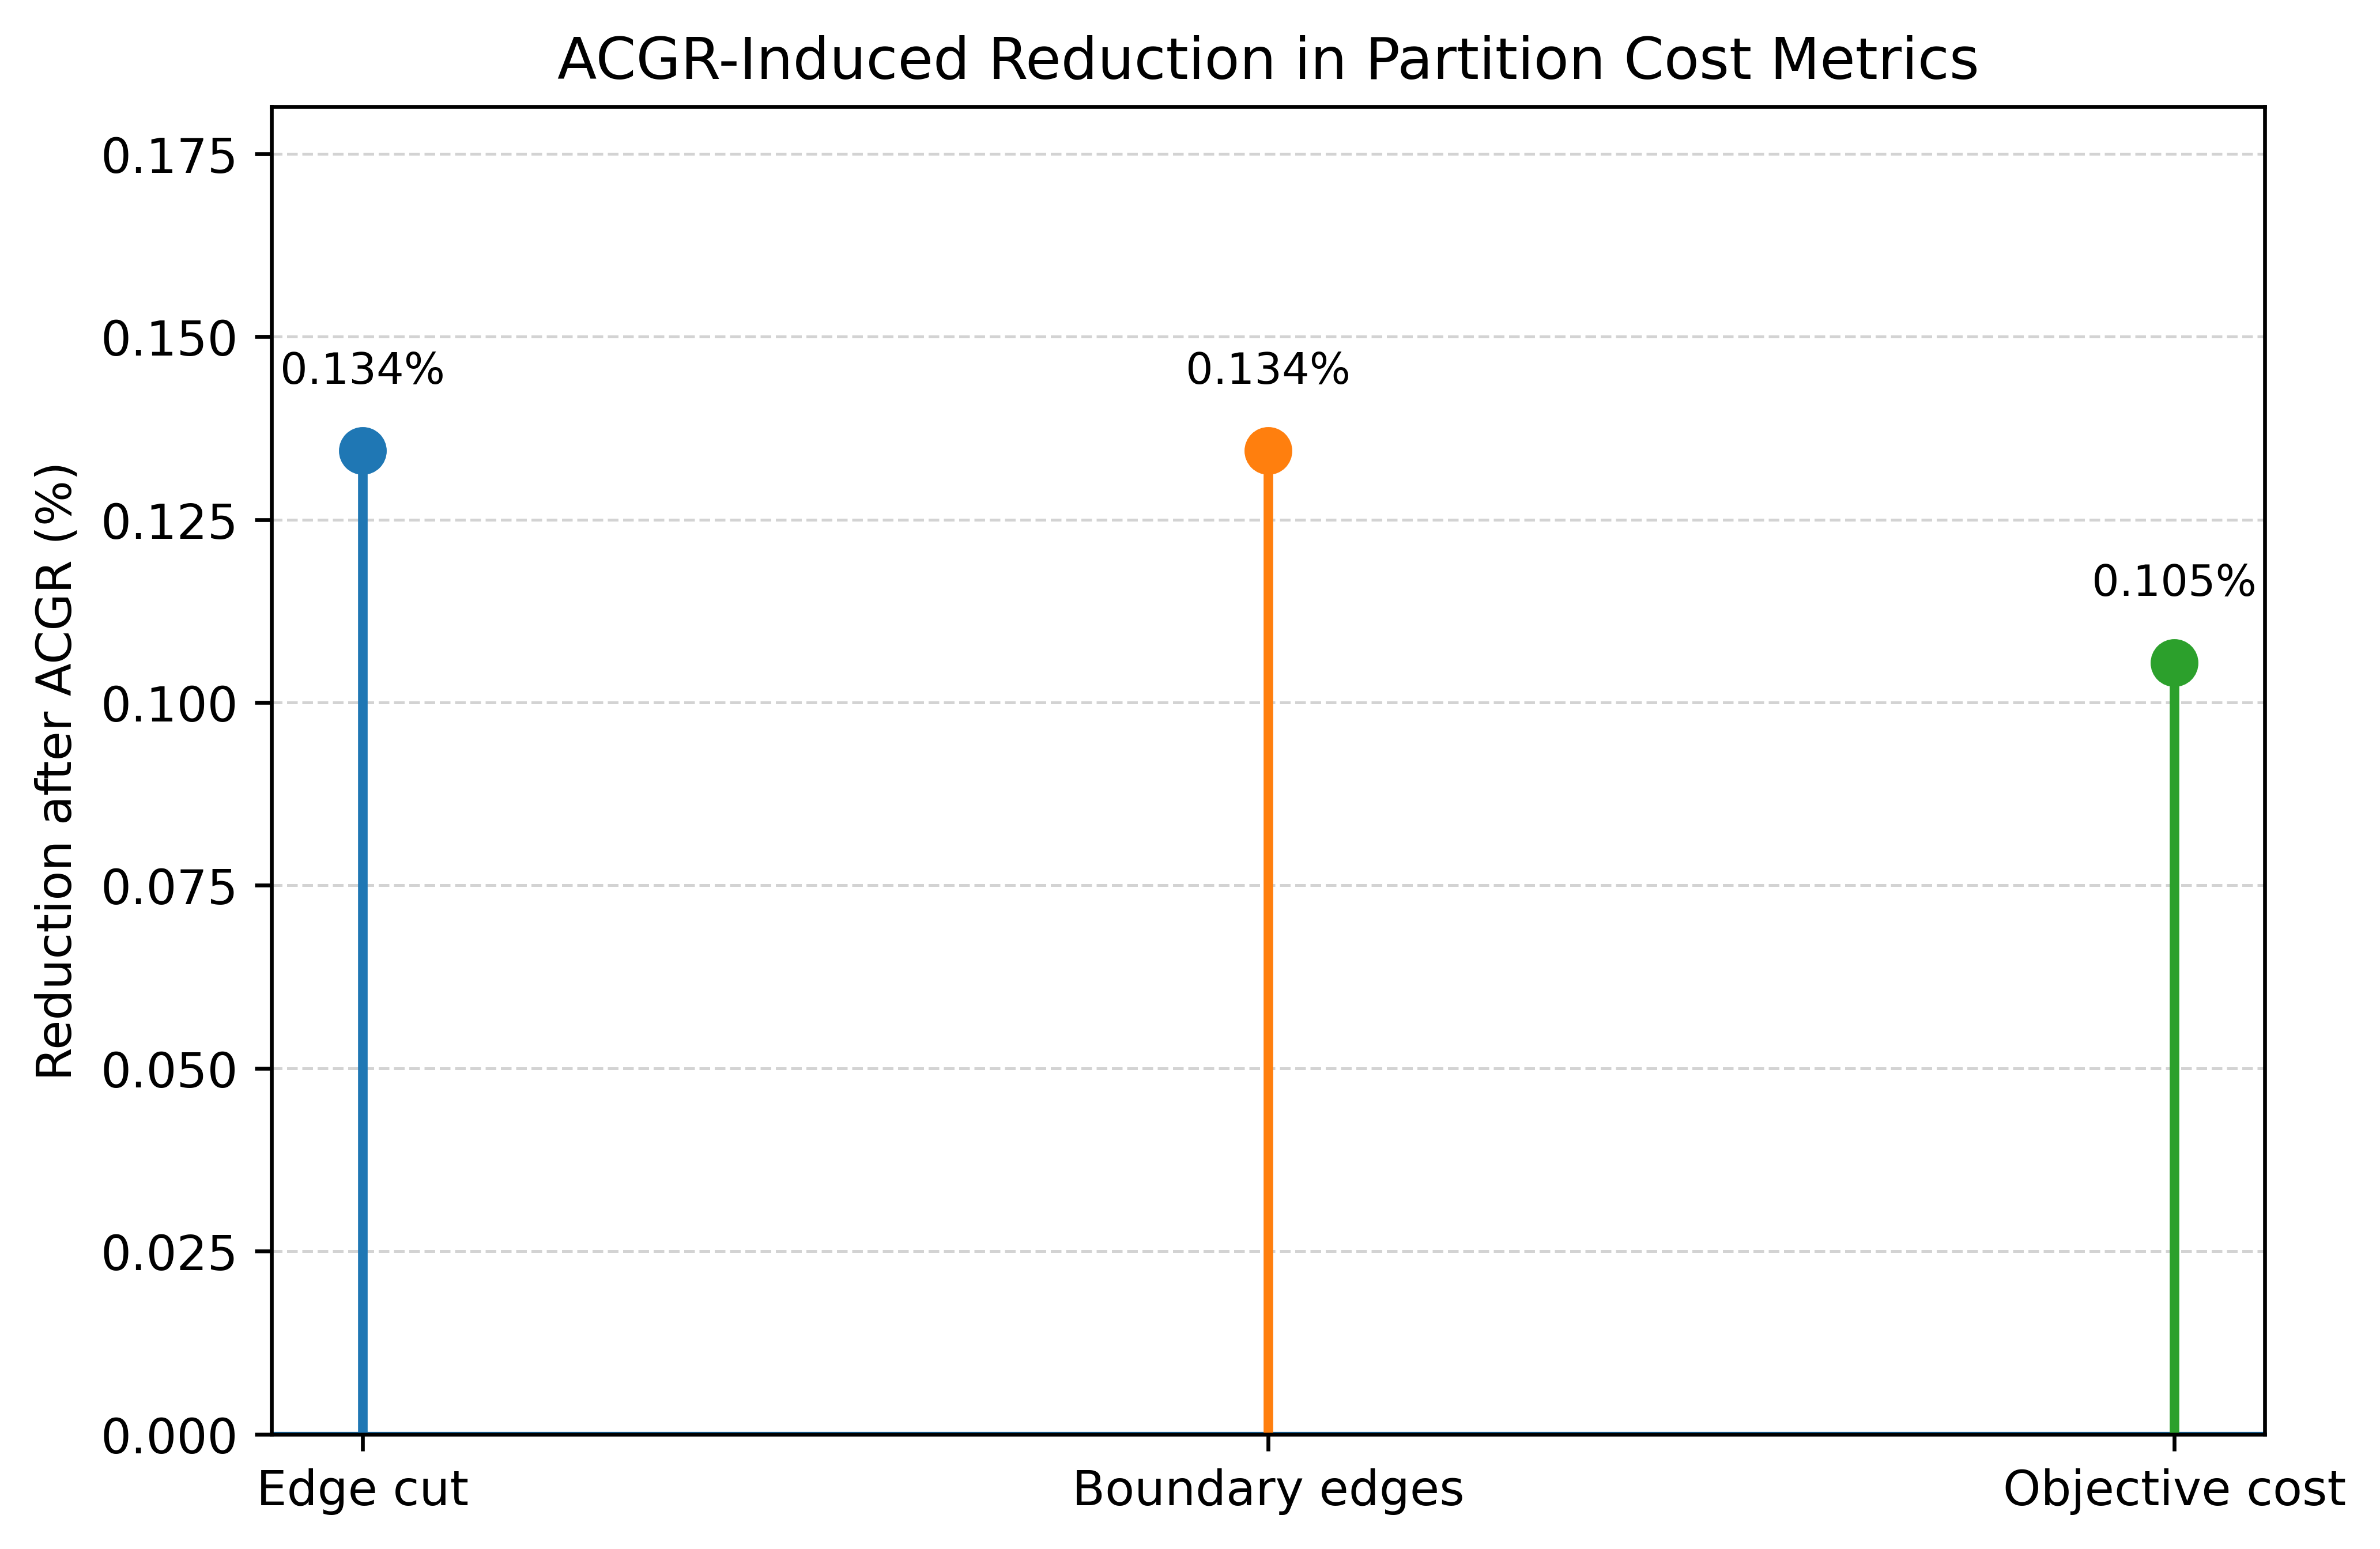 ACGR-Induced Reduction in Partition Cost Metrics
Reduction after ACGR (%)
0.175
0.150
0.125
0.100
0.075
0.050
0.025
0.000
0.134%
0.134%
0.105%
Edge cut
Boundary edges
Objective cost